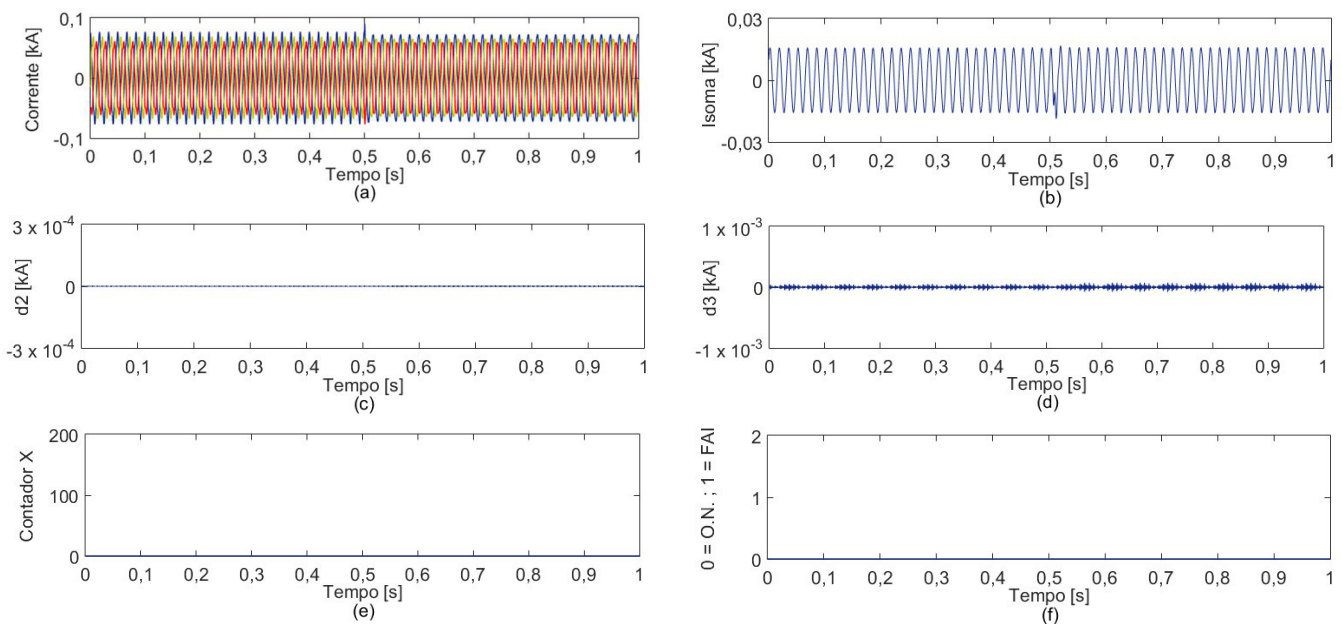 0,1
0
-0,1
Corrente [kA]
0 0,1 0,2 0,3 0,4 0,5 0,6 0,7 0,8 0,9 1
Tempo [s]
(a)
0,03
0
-0,03
Isoma [kA]
0 0,1 0,2 0,3 0,4 0,5 0,6 0,7 0,8 0,9 1
Tempo [s]
(b)
3 x 10⁻⁴
0
-3 x 10⁻⁴
d2 [kA]
0 0,1 0,2 0,3 0,4 0,5 0,6 0,7 0,8 0,9 1
Tempo [s]
(c)
1 x 10⁻³
0
-1 x 10⁻³
d3 [kA]
0 0,1 0,2 0,3 0,4 0,5 0,6 0,7 0,8 0,9 1
Tempo [s]
(d)
200
100
0
Contador X
0 0,1 0,2 0,3 0,4 0,5 0,6 0,7 0,8 0,9 1
Tempo [s]
(e)
2
1
0
0 = O.N. ; 1 = FAI
0 0,1 0,2 0,3 0,4 0,5 0,6 0,7 0,8 0,9 1
Tempo [s]
(f)